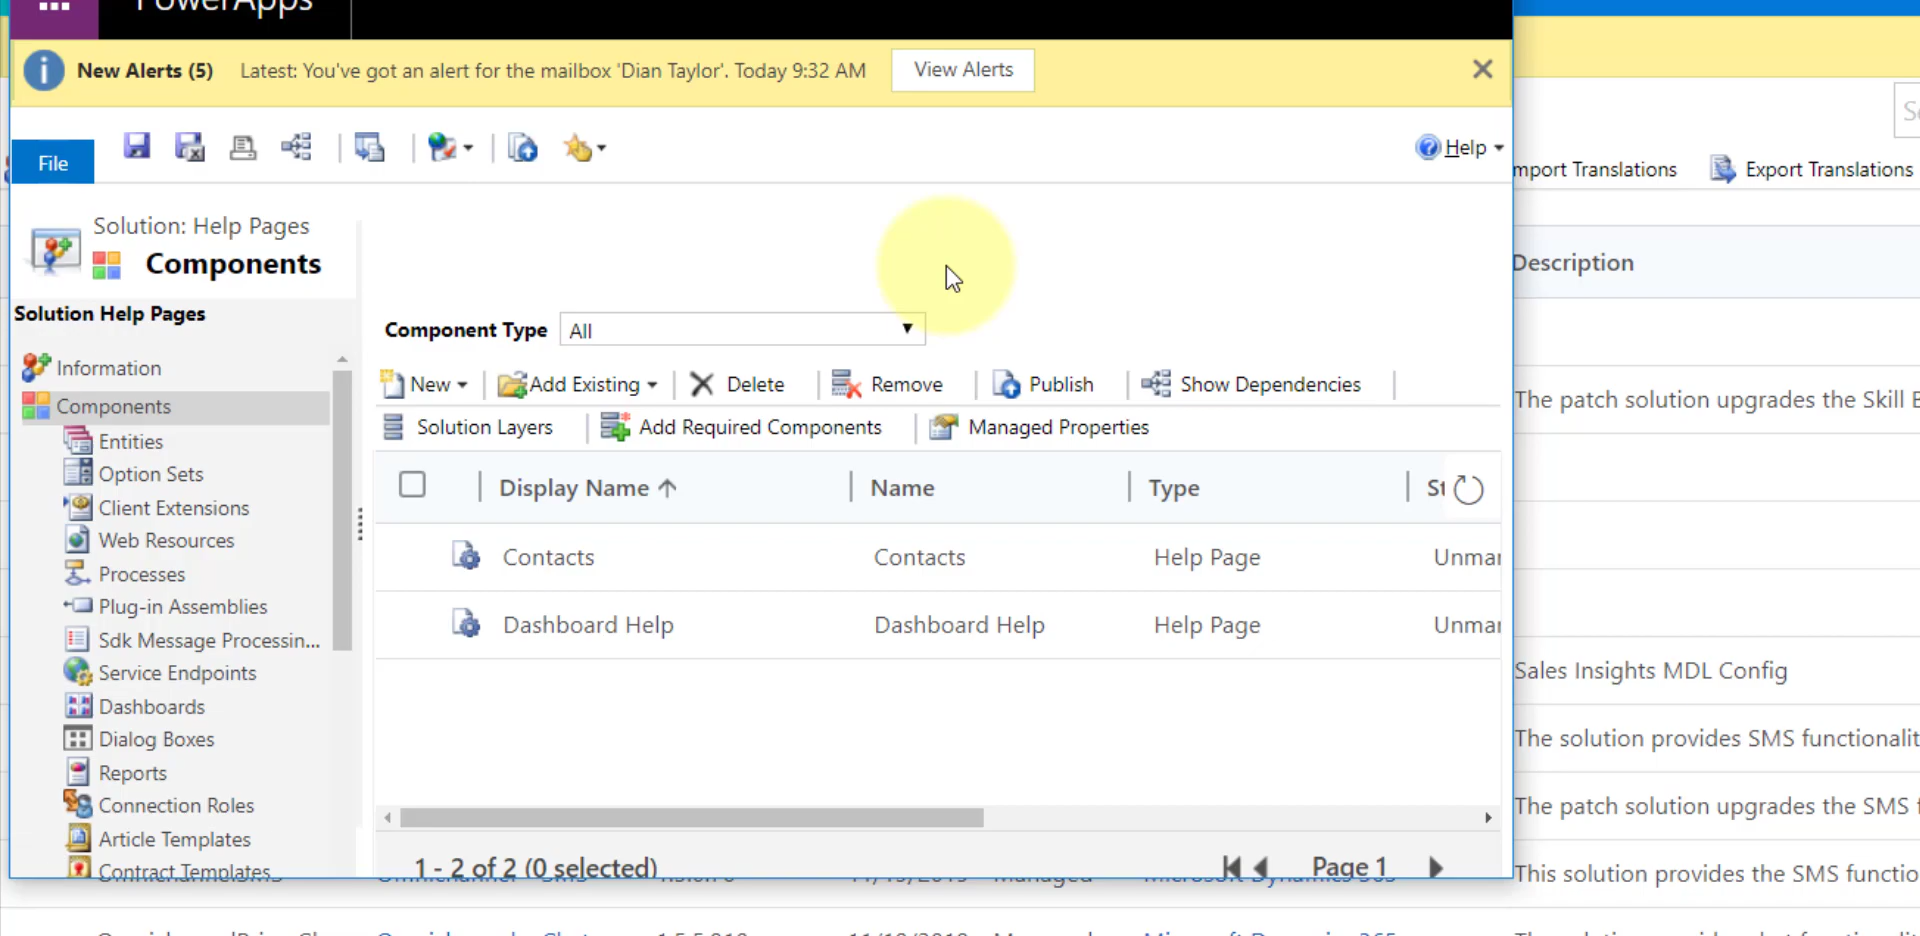 PowerApps
New Alerts (5) Latest: You've got an alert for the mailbox 'Dian Taylor'. Today 9:32 AM View Alerts
File
Help
mport Translations Export Translations
Solution: Help Pages
Components
Description
Solution Help Pages
Component Type All
Information
New Add Existing Delete Remove Publish Show Dependencies
Components
The patch solution upgrades the Skill
Solution Layers Add Required Components Managed Properties
Entities
Option Sets
Display Name Name Type St
Client Extensions
Web Resources
Contacts Contacts Help Page Unma
Processes
Plug-in Assemblies
Dashboard Help Dashboard Help Help Page Unma
Sdk Message Processin...
Service Endpoints
Sales Insights MDL Config
Dashboards
Dialog Boxes
The solution provides SMS functionalit
Reports
Connection Roles
The patch solution upgrades the SMS f
Article Templates
1 - 2 of 2 (0 selected) Page 1
Contract Templates
This solution provides the SMS functio